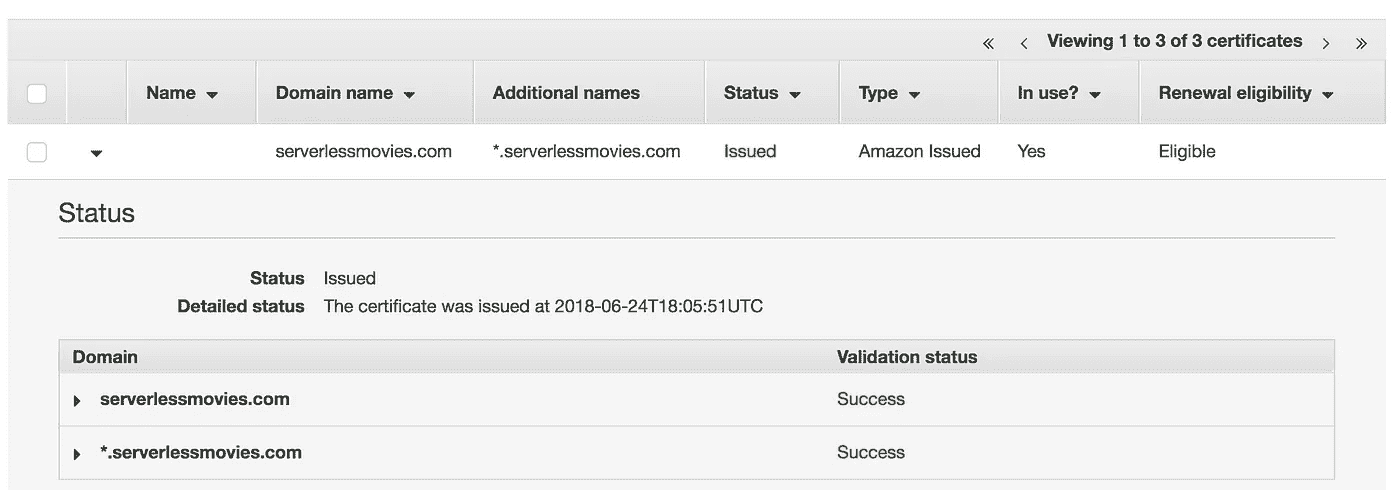 « ‹ Viewing 1 to 3 of 3 certificates › »
Name Domain name Additional names Status Type In use? Renewal eligibility
serverlessmovies.com *.serverlessmovies.com Issued Amazon Issued Yes Eligible
Status
Status Issued
Detailed status The certificate was issued at 2018-06-24T18:05:51UTC
Domain Validation status
serverlessmovies.com Success
*.serverlessmovies.com Success